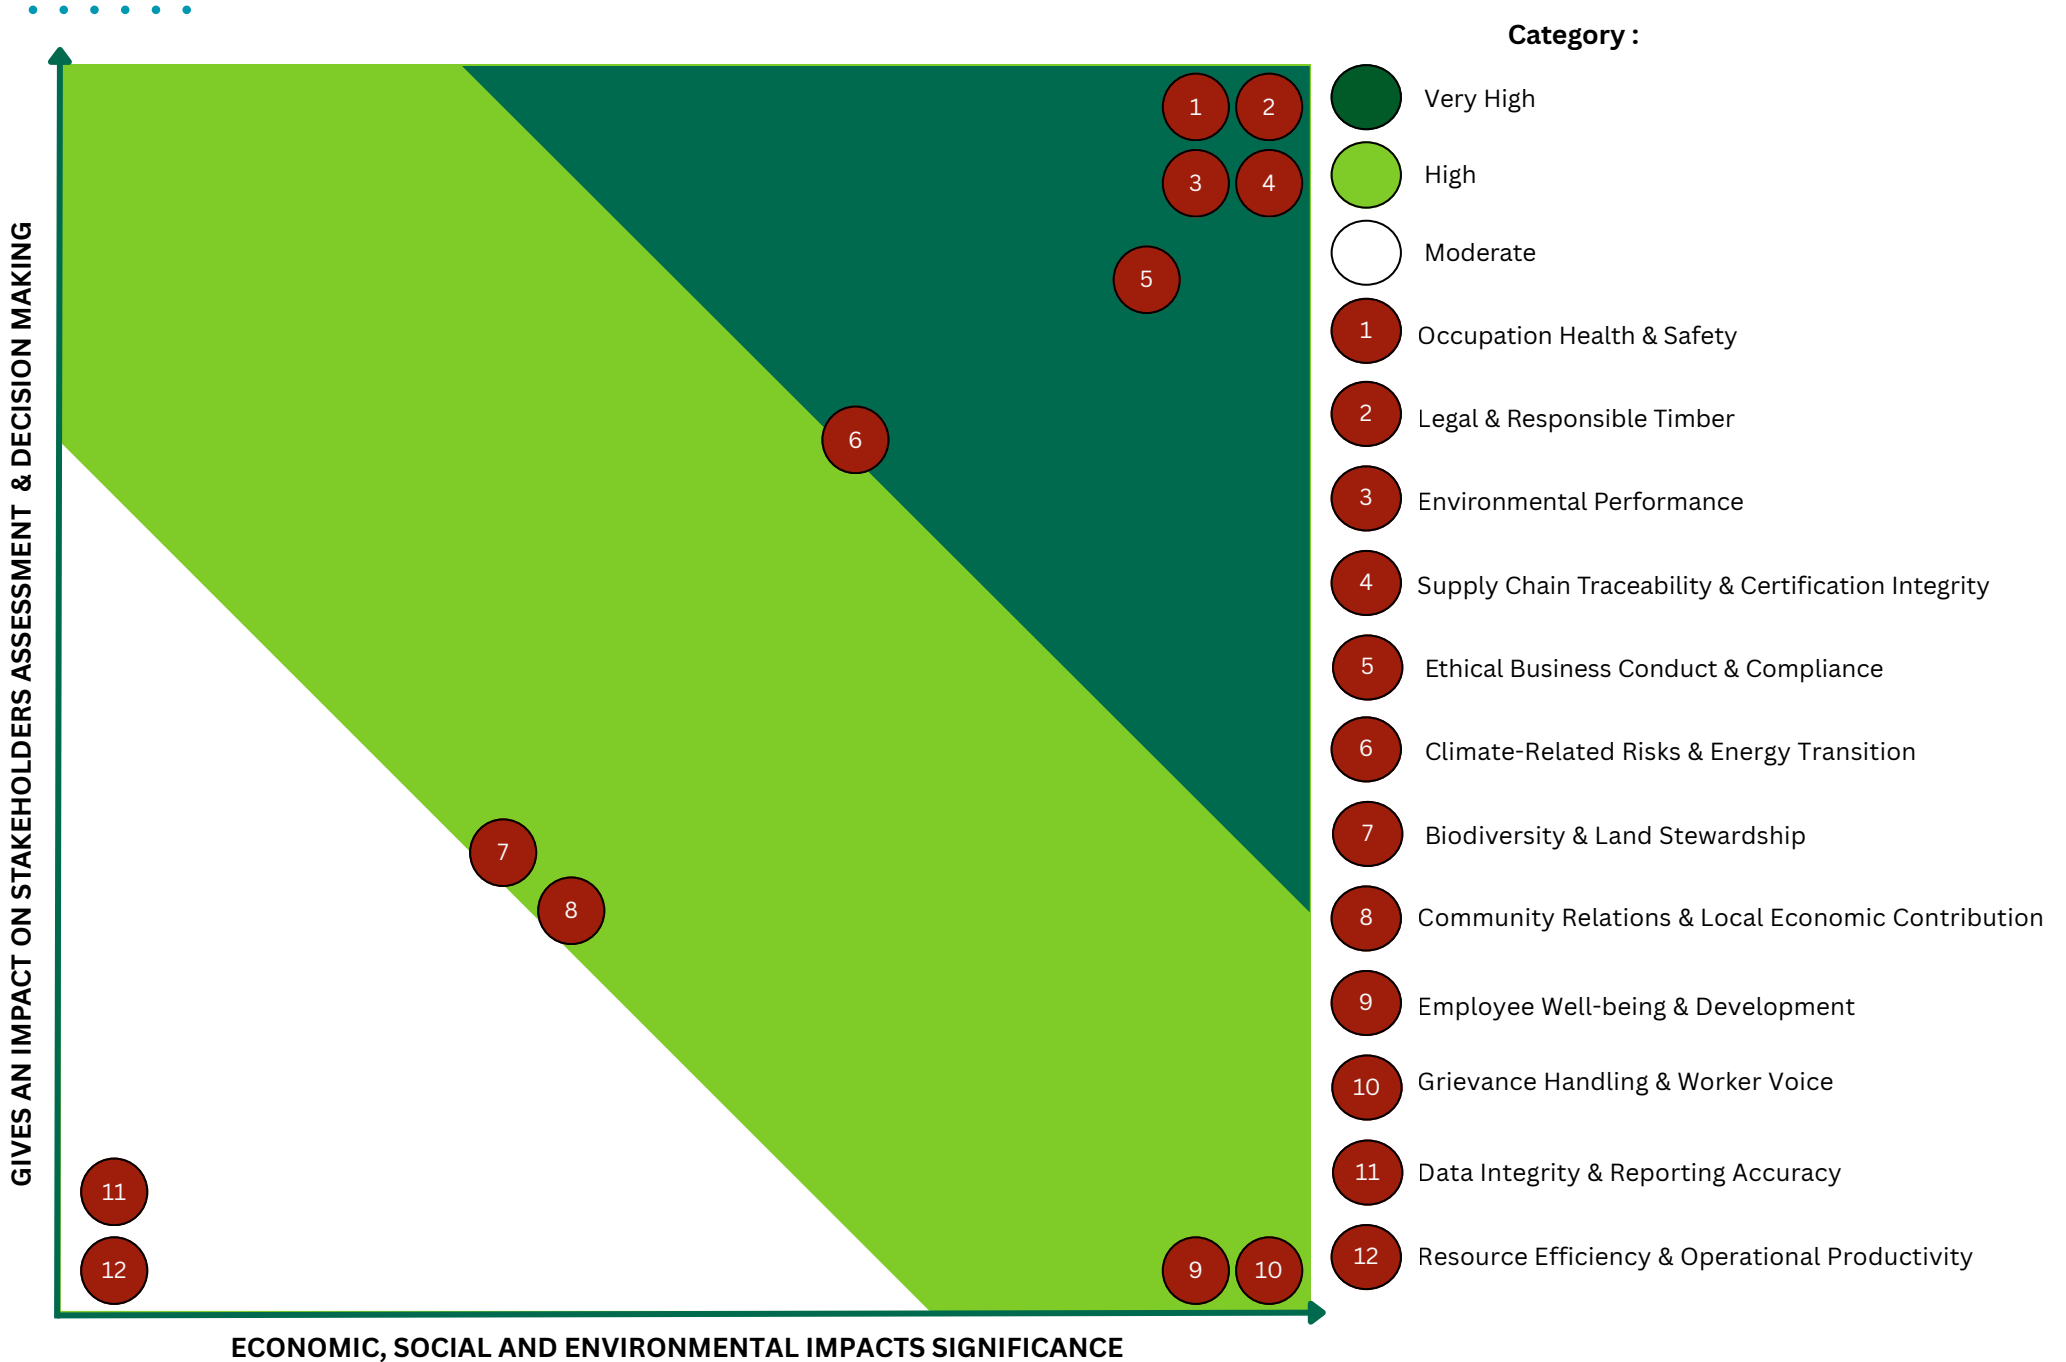 Category :
Very High
High
Moderate
1 Occupation Health & Safety
2 Legal & Responsible Timber
3 Environmental Performance
4 Supply Chain Traceability & Certification Integrity
5 Ethical Business Conduct & Compliance
6 Climate-Related Risks & Energy Transition
7 Biodiversity & Land Stewardship
8 Community Relations & Local Economic Contribution
9 Employee Well-being & Development
10 Grievance Handling & Worker Voice
11 Data Integrity & Reporting Accuracy
12 Resource Efficiency & Operational Productivity
GIVES AN IMPACT ON STAKEHOLDERS ASSESSMENT & DECISION MAKING
1 2
3 4
5
6
7
8
11
12
9 10
ECONOMIC, SOCIAL AND ENVIRONMENTAL IMPACTS SIGNIFICANCE